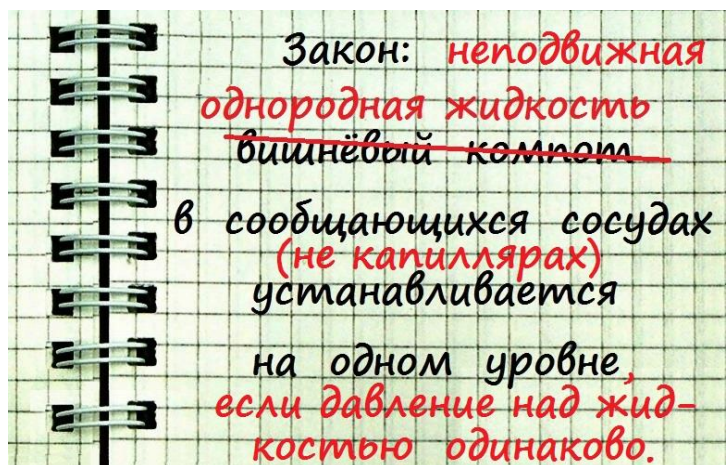 Закон: неподвижная
однородная жидкость
вишнёвый компот
в сообщающихся сосудах
(не капиллярах)
устанавливается
на одном уровне,
если давление над жид-
костью одинаково.